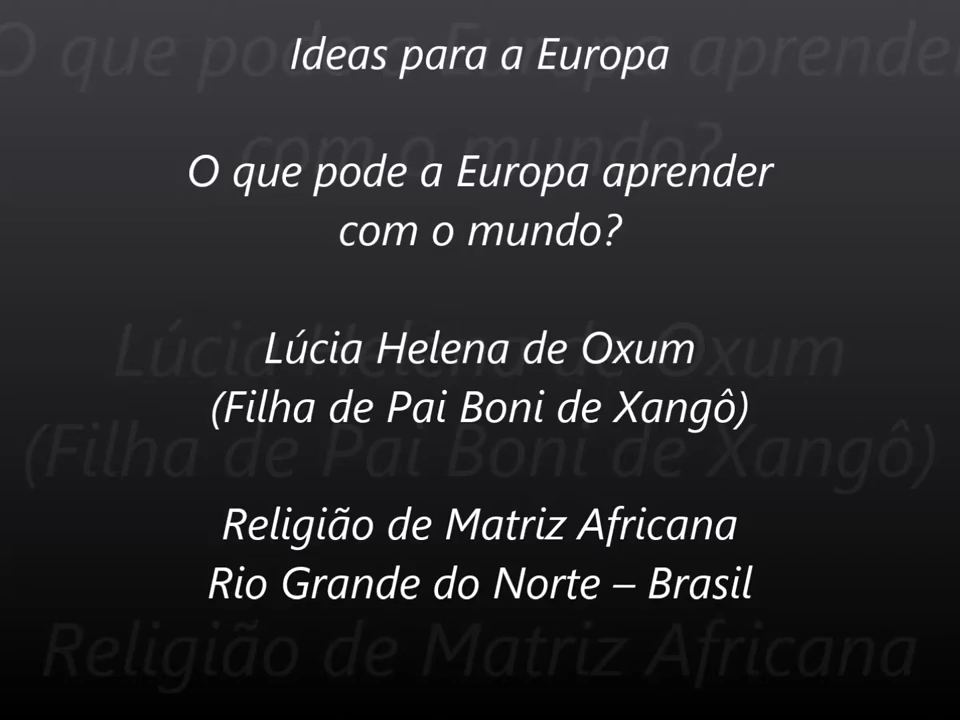 Ideas para a Europa
O que pode a Europa aprender
com o mundo?
Lúcia Helena de Oxum
(Filha de Pai Boni de Xangô)
Religião de Matriz Africana
Rio Grande do Norte – Brasil